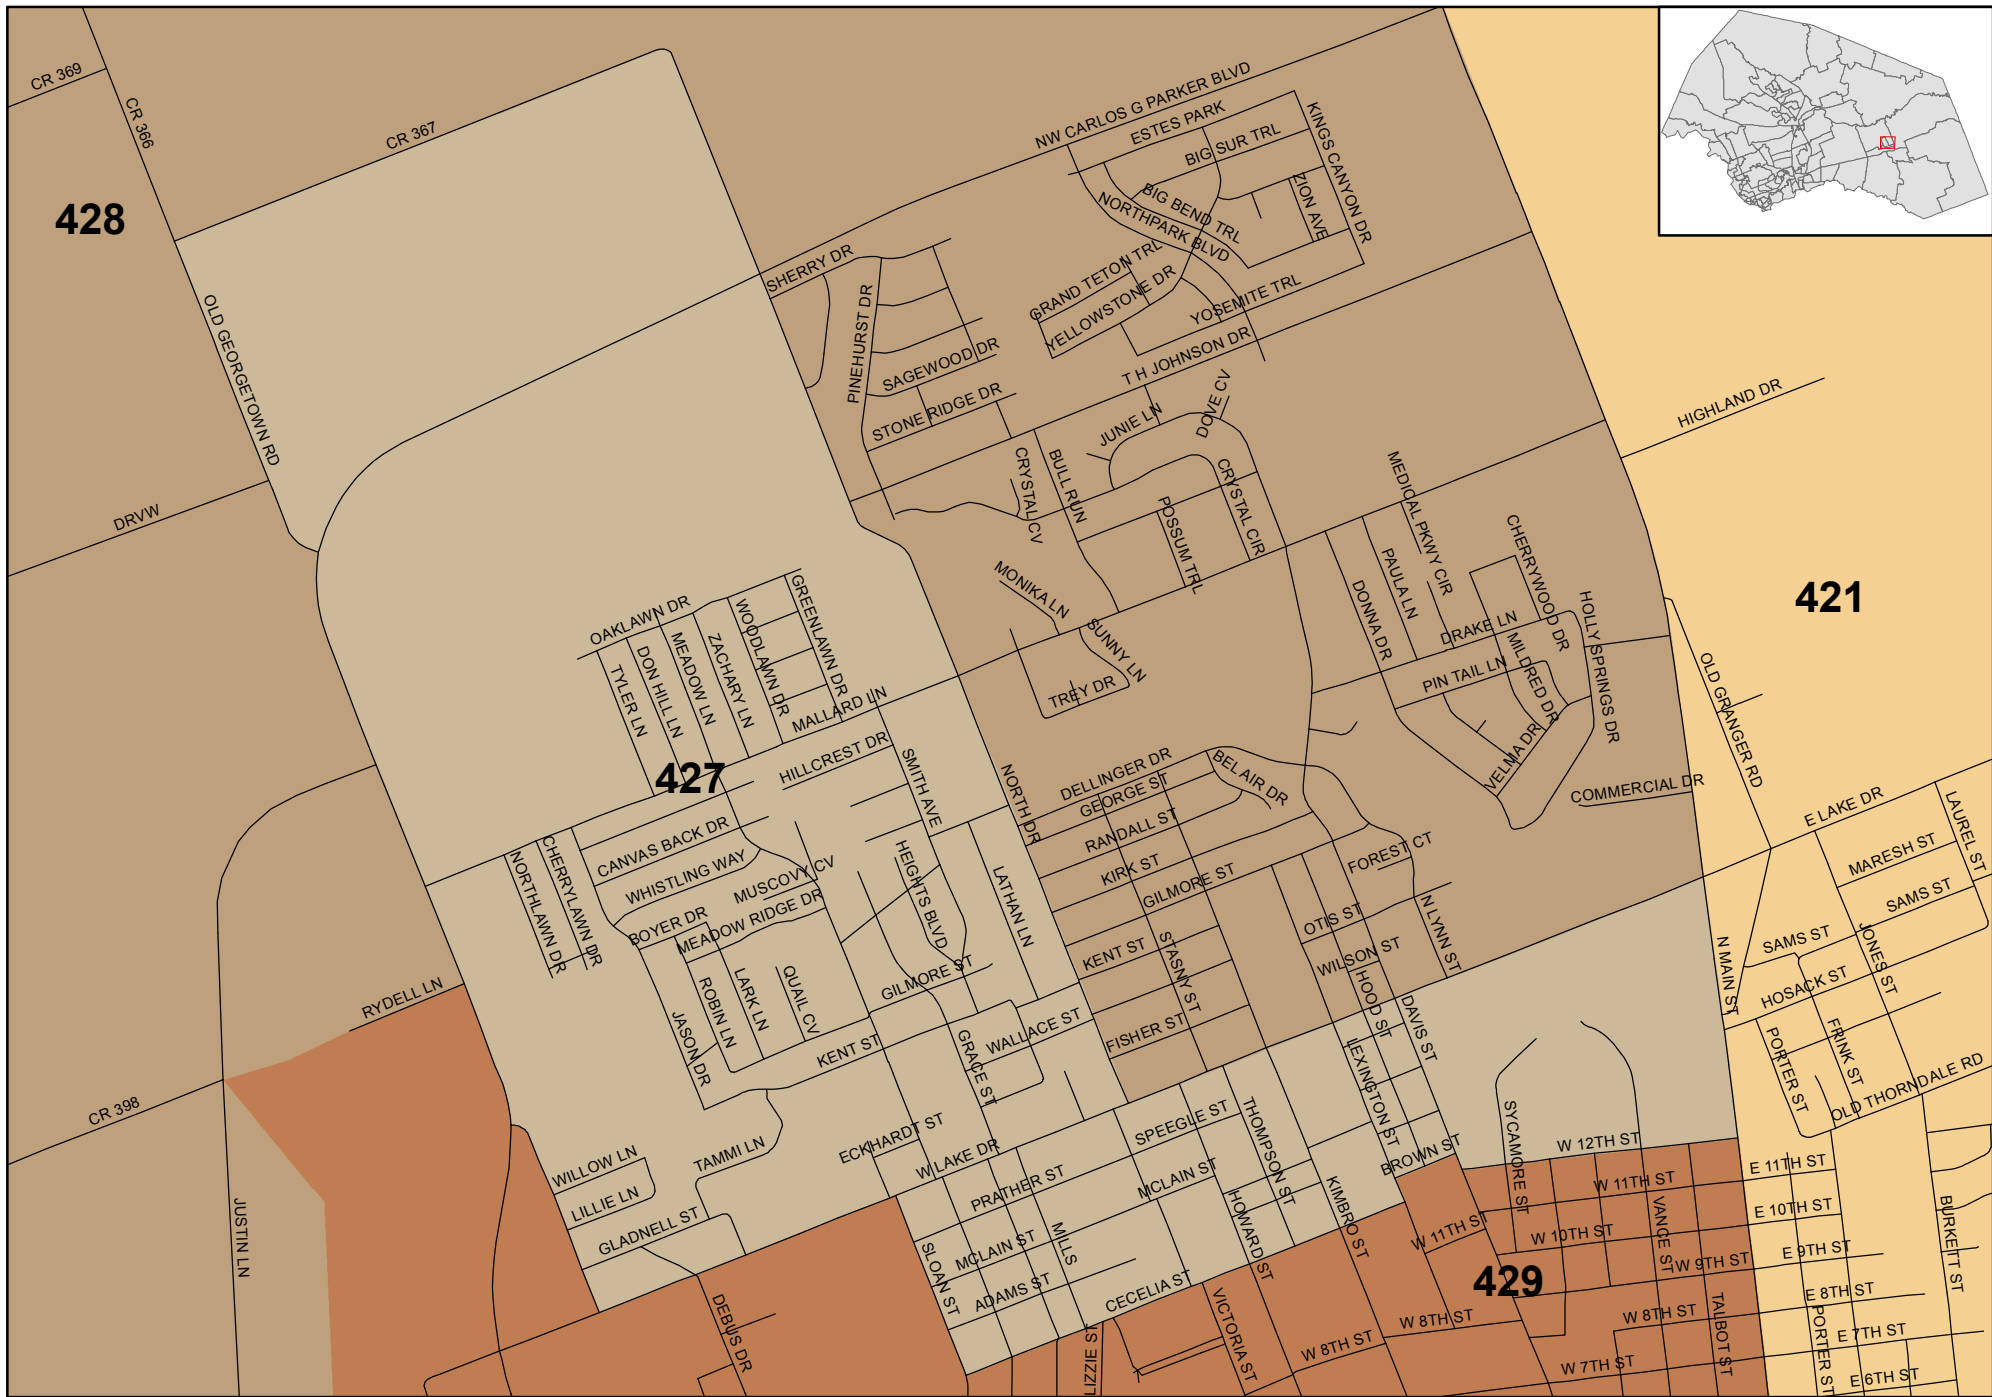 CR 369
CR 366
CR 367
NW CARLOS G PARKER BLVD
ESTES PARK
KINGS CANYON DR
BIG SUR TRL
ZION AVE
BIG BEND TRL
NORTHPARK BLVD
428
SHERRY DR
GRAND TETON TRL
YELLOWSTONE DR
YOSEMITE TRL
PINEHURST DR
OLD GEORGETOWN RD
SAGEWOOD DR
T H JOHNSON DR
STONE RIDGE DR
JUNIE LN
DOVE CV
HIGHLAND DR
CRYSTAL CV
BULL RUN
CRYSTAL CIR
POSSUM TRL
MEDICAL PKWY CIR
DRVW
CHERRYWOOD DR
PAULA LN
DONNA DR
HOLLY SPRINGS DR
421
MONIKA LN
SUNNY LN
TREY DR
DRAKE LN
MILDRED DR
PIN TAIL LN
VELMA DR
OLD GRANGER RD
OAKLAWN DR
GREENLAWN DR
WOODLAWN DR
ZACHARY LN
MEADOW LN
DON HILL LN
TYLER LN
MALLARD LN
427
HILLCREST DR
SMITH AVE
NORTH DR
DELLINGER DR
GEORGE ST
BEL AIR DR
COMMERCIAL DR
E LAKE DR
LAUREL ST
RANDALL ST
KIRK ST
GILMORE ST
FOREST CT
MARESH ST
SAMS ST
CANVAS BACK DR
WHISTLING WAY
CHERRYLAWN DR
NORTHLAWN DR
MUSCOVY CV
MEADOW RIDGE DR
BOYER DR
HEIGHTS BLVD
LATHAN LN
KENT ST
STASNY ST
OTIS ST
WILSON ST
N LYNN ST
N MAIN ST
SAMS ST
JONES ST
HOSACK ST
RYDELL LN
GILMORE ST
QUAIL CV
LARK LN
ROBIN LN
JASON DR
KENT ST
GRACE ST
WALLACE ST
FISHER ST
HOOD ST
DAVIS ST
LEXINGTON ST
PORTER ST
FRINK ST
OLD THORNDALE RD
CR 398
ECKHARDT ST
W LAKE DR
SPEEGLE ST
THOMPSON ST
BROWN ST
SYCAMORE ST
W 12TH ST
E 11TH ST
WILLOW LN
TAMMI LN
LILLIE LN
GLADNELL ST
PRATHER ST
MCLAIN ST
HOWARD ST
KIMBRO ST
W 11TH ST
W 11TH ST
VANCE ST
E 10TH ST
BURKETT ST
JUSTIN LN
SLOAN ST
MCLAIN ST
MILLS
ADAMS ST
CECELIA ST
W 10TH ST
W 9TH ST
E 9TH ST
429
DEBUS DR
LIZZIE ST
VICTORIA ST
W 8TH ST
W 8TH ST
W 8TH ST
TALBOT ST
E 8TH ST
PORTER ST
E 7TH ST
W 7TH ST
E 6TH ST